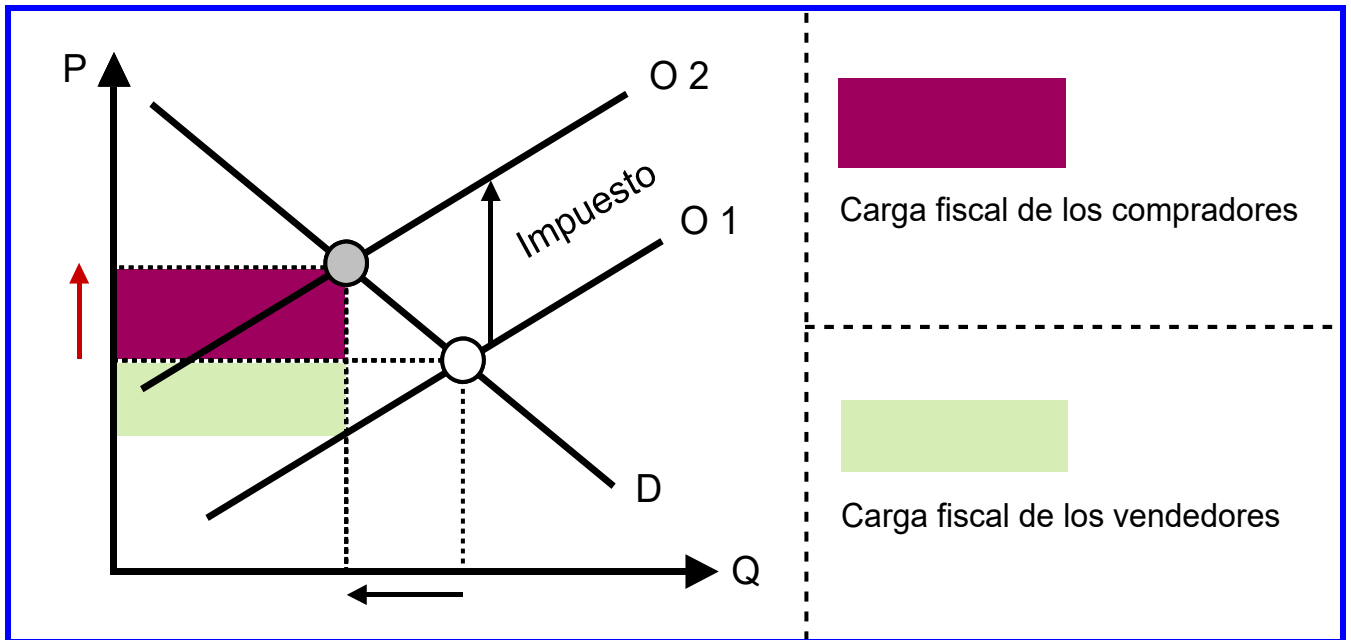 P
O 2
Impuesto
O 1
D
Q
Carga fiscal de los compradores
Carga fiscal de los vendedores